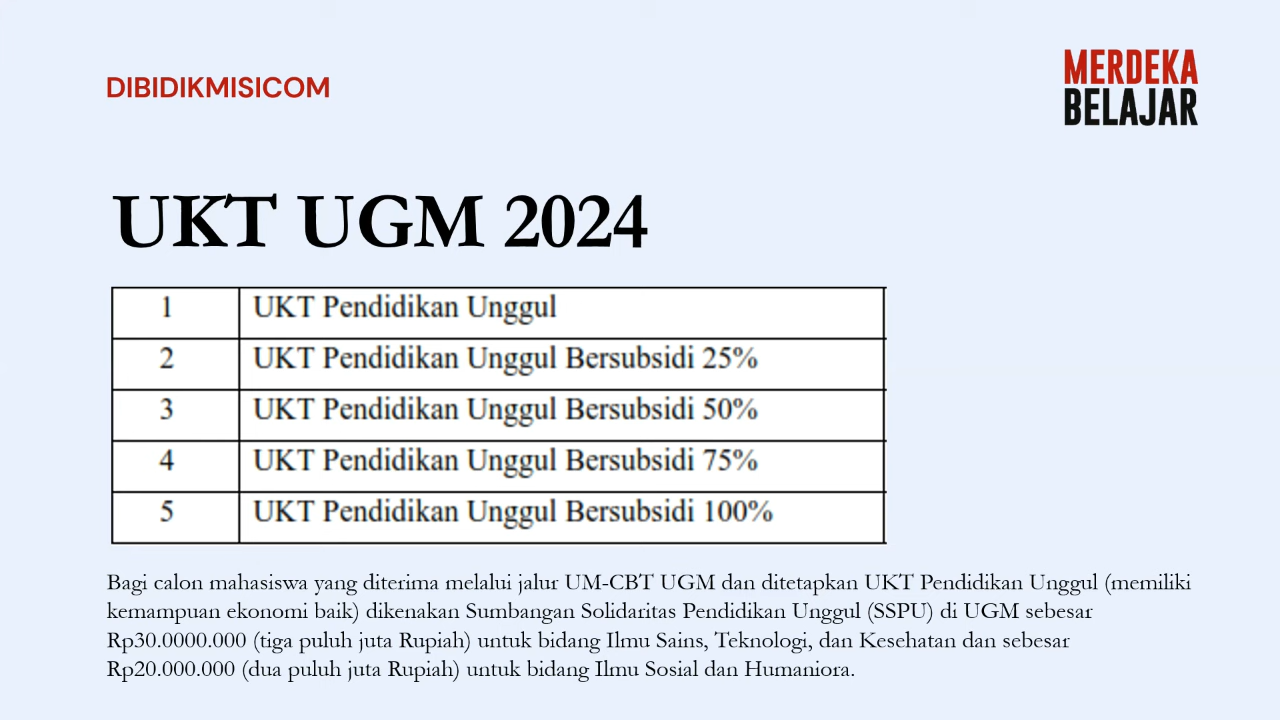 DIBIDIKMISICOM
MERDEKA
BELAJAR
UKT UGM 2024
1 UKT Pendidikan Unggul
2 UKT Pendidikan Unggul Bersubsidi 25%
3 UKT Pendidikan Unggul Bersubsidi 50%
4 UKT Pendidikan Unggul Bersubsidi 75%
5 UKT Pendidikan Unggul Bersubsidi 100%
Bagi calon mahasiswa yang diterima melalui jalur UM-CBT UGM dan ditetapkan UKT Pendidikan Unggul (memiliki
kemampuan ekonomi baik) dikenakan Sumbangan Solidaritas Pendidikan Unggul (SSPU) di UGM sebesar
Rp30.0000.000 (tiga puluh juta Rupiah) untuk bidang Ilmu Sains, Teknologi, dan Kesehatan dan sebesar
Rp20.000.000 (dua puluh juta Rupiah) untuk bidang Ilmu Sosial dan Humaniora.